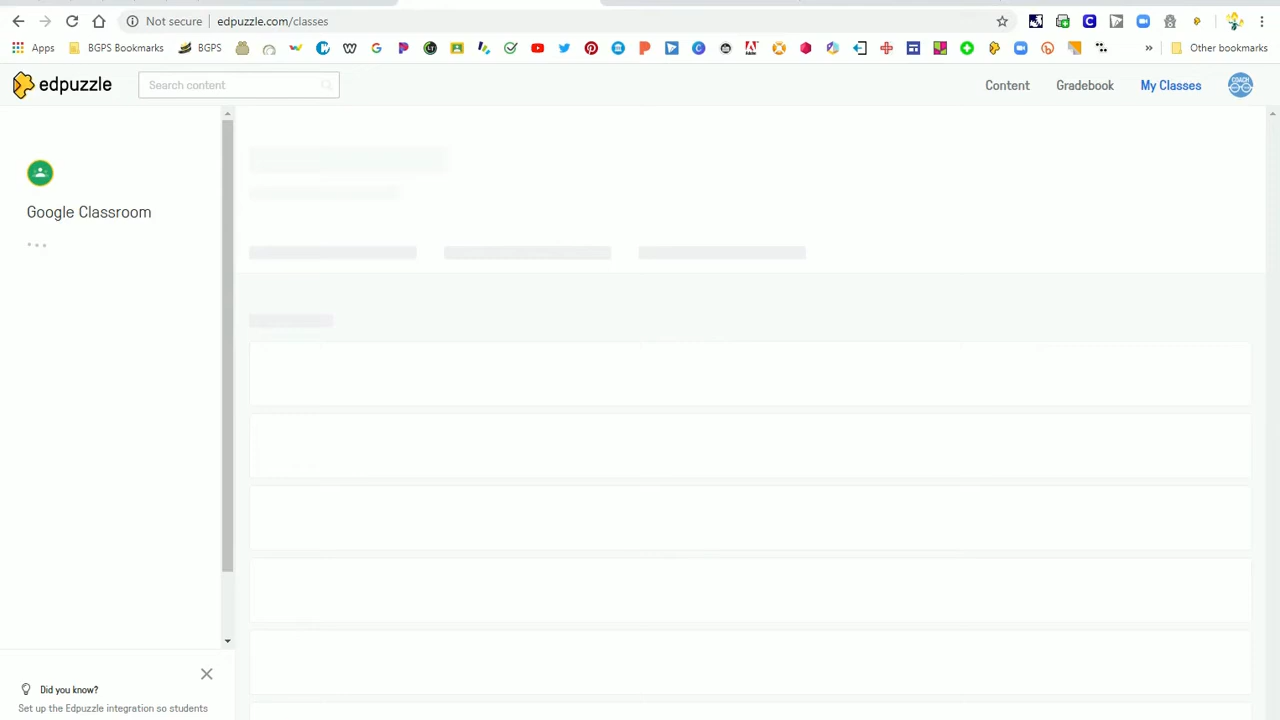 Not secure edpuzzle.com/classes
Apps BGPS Bookmarks BGPS Other bookmarks
edpuzzle Search content Content Gradebook My Classes COACH
Google Classroom
Did you know?
Set up the Edpuzzle integration so students